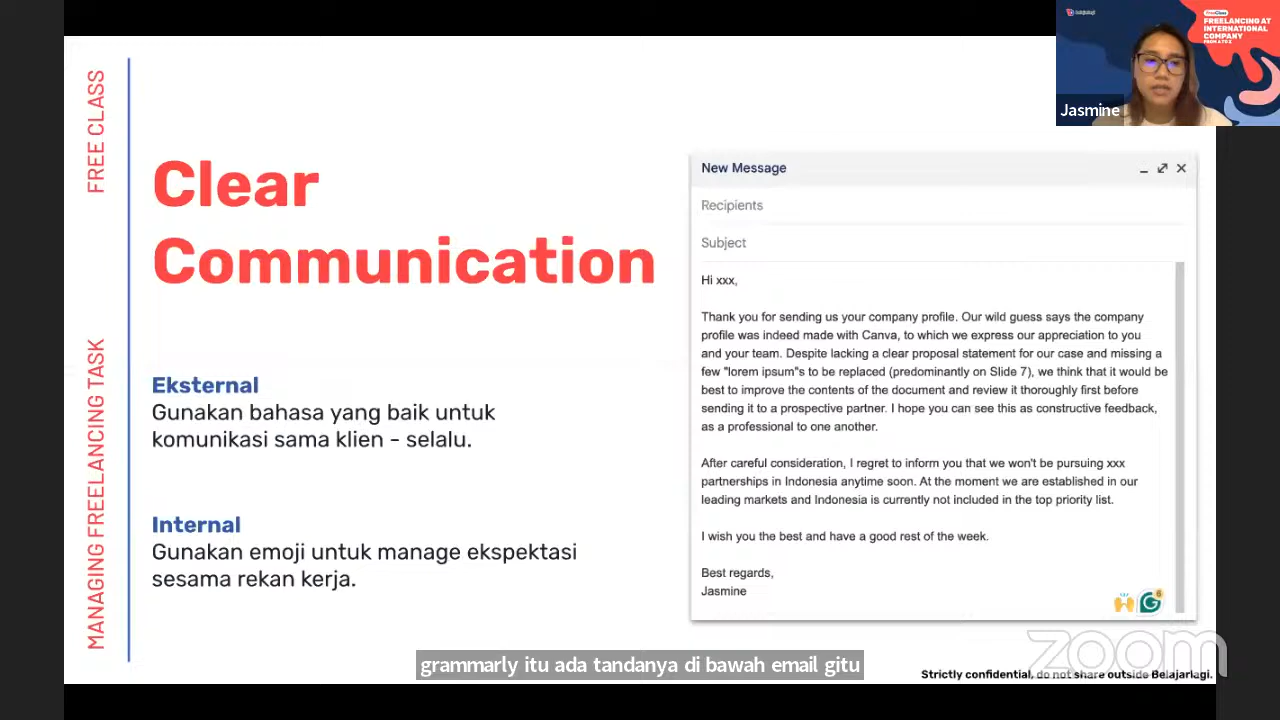 FREE CLASS
MANAGING FREELANCING TASK
Clear
Communication
Eksternal
Gunakan bahasa yang baik untuk
komunikasi sama klien - selalu.
Internal
Gunakan emoji untuk manage ekspektasi
sesama rekan kerja.
New Message
Recipients
Subject
Hi xxx,
Thank you for sending us your company profile. Our wild guess says the company
profile was indeed made with Canva, to which we express our appreciation to you
and your team. Despite lacking a clear proposal statement for our case and missing a
few "lorem ipsum"s to be replaced (predominantly on Slide 7), we think that it would be
best to improve the contents of the document and review it thoroughly first before
sending it to a prospective partner. I hope you can see this as constructive feedback,
as a professional to one another.
After careful consideration, I regret to inform you that we won't be pursuing xxx
partnerships in Indonesia anytime soon. At the moment we are established in our
leading markets and Indonesia is currently not included in the top priority list.
I wish you the best and have a good rest of the week.
Best regards,
Jasmine
belajarlagi
FreeClass
FREELANCING AT
INTERNATIONAL
COMPANY
FROM A TO Z
Jasmine
grammarly itu ada tandanya di bawah email gitu
zoom
Strictly confidential, do not share outside Belajarlagi.